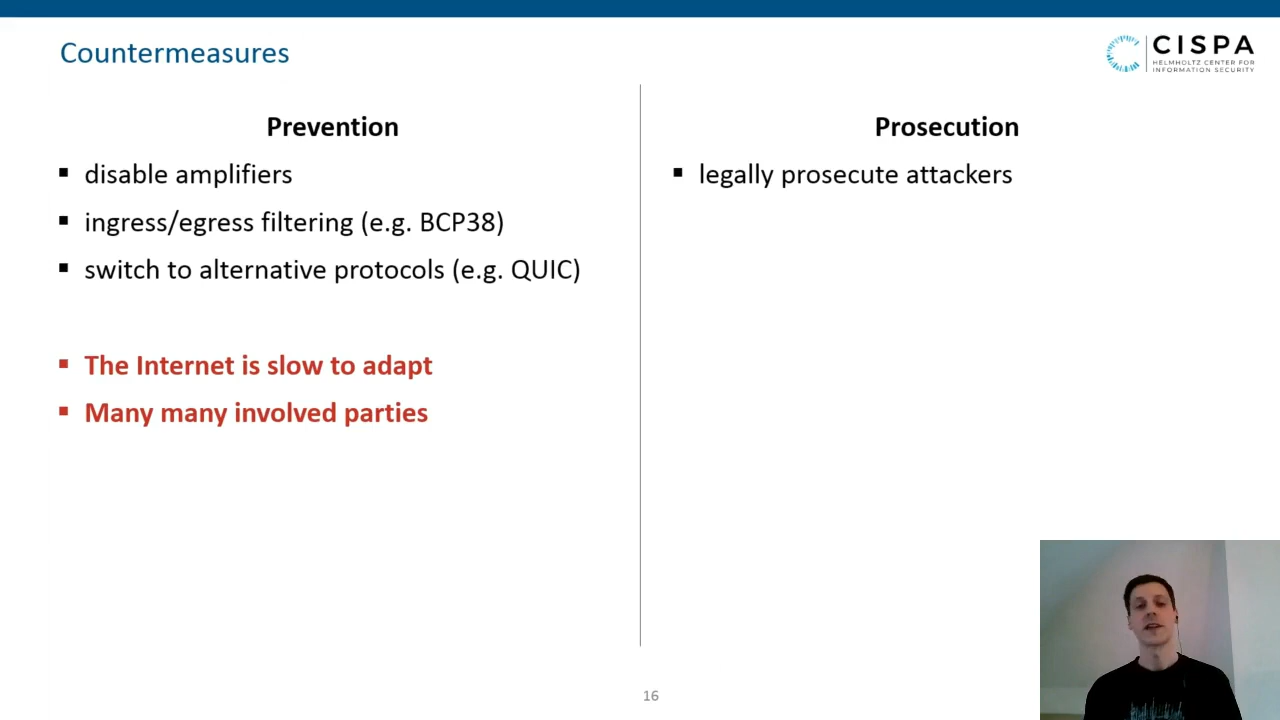 Countermeasures
CISPA
HELMHOLTZ CENTER FOR
INFORMATION SECURITY
Prevention
▪ disable amplifiers
▪ ingress/egress filtering (e.g. BCP38)
▪ switch to alternative protocols (e.g. QUIC)
▪ The Internet is slow to adapt
▪ Many many involved parties
Prosecution
▪ legally prosecute attackers
16